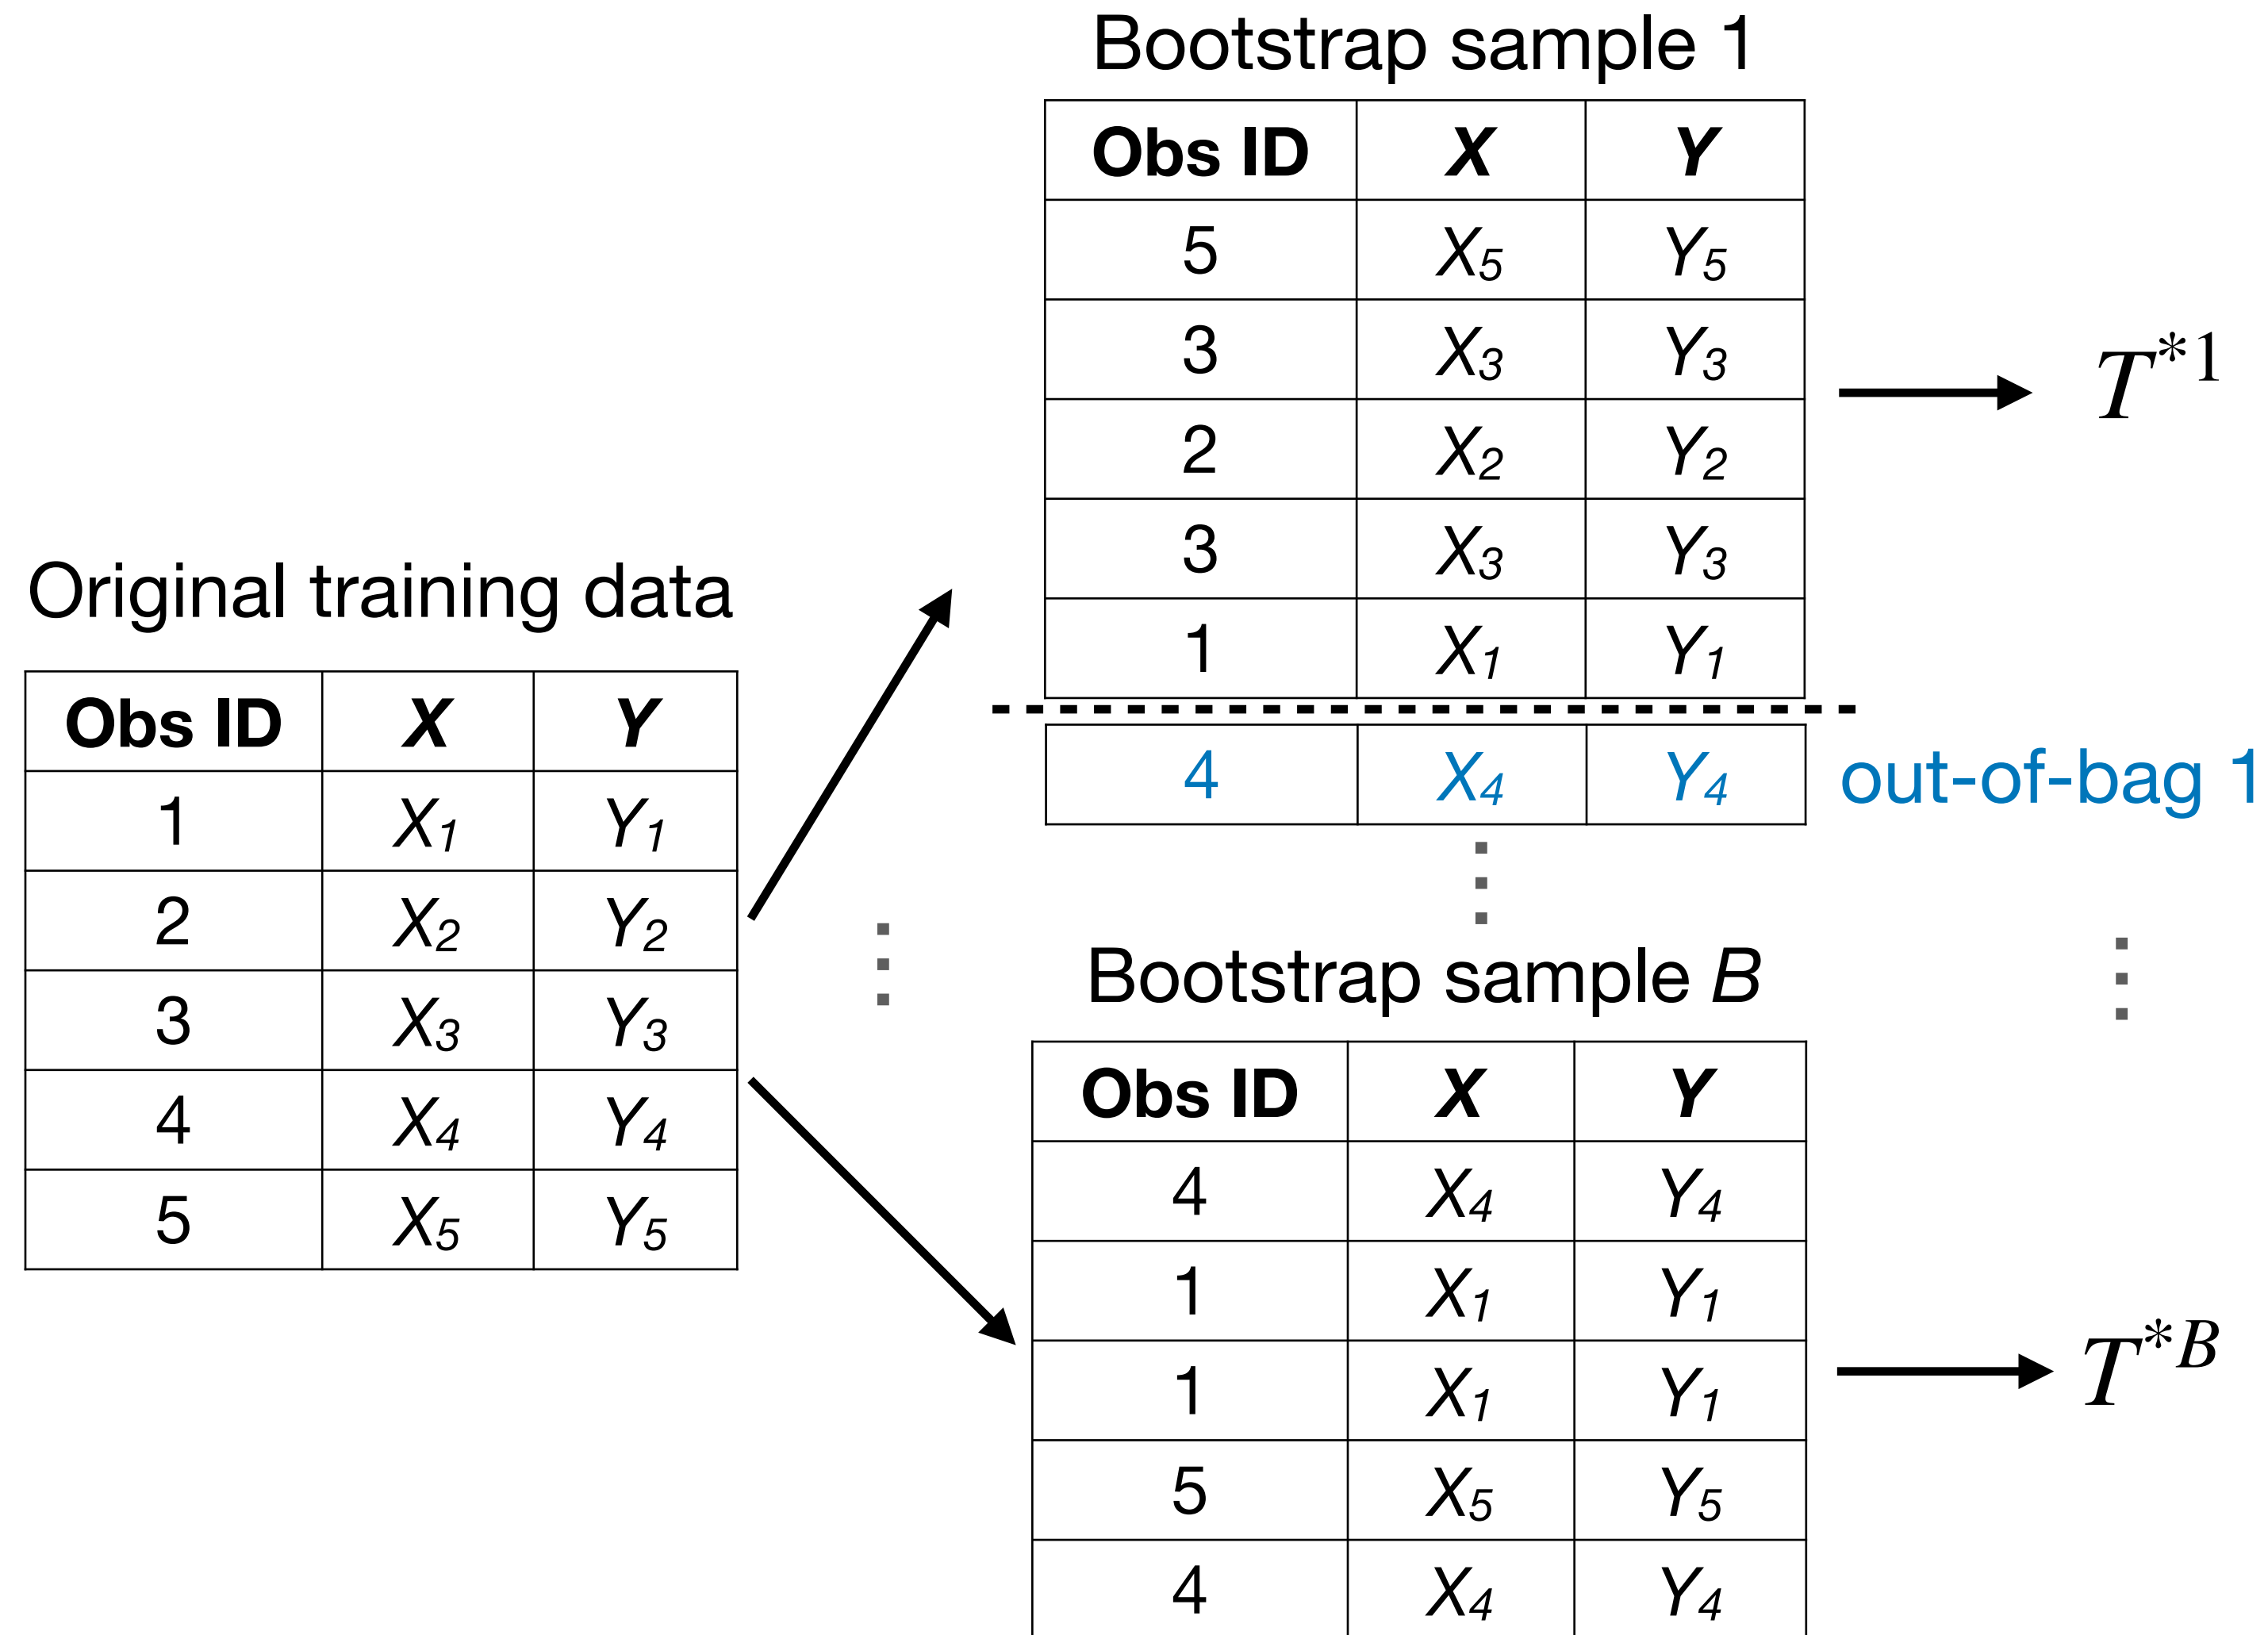 Bootstrap sample 1
Obs ID X Y
5 X5 Y5
3 X3 Y3
2 X2 Y2
3 X3 Y3
1 X1 Y1
T*1
4 X4 Y4 out-of-bag 1
Original training data
Obs ID X Y
1 X1 Y1
2 X2 Y2
3 X3 Y3
4 X4 Y4
5 X5 Y5
Bootstrap sample B
Obs ID X Y
4 X4 Y4
1 X1 Y1
1 X1 Y1
5 X5 Y5
4 X4 Y4
T*B